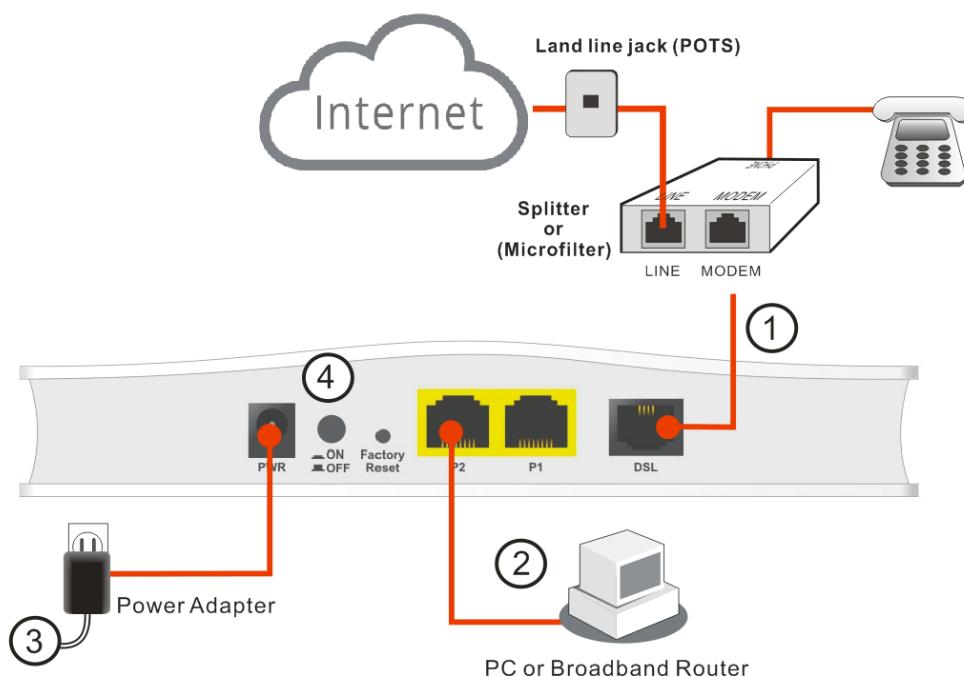 Land line jack (POTS)
Internet
PHONE
LINE MODEM
Splitter
or
(Microfilter)
LINE MODEM
1
4
ON
OFF
Factory
Reset
PWR
P2
P1
DSL
2
3
Power Adapter
PC or Broadband Router